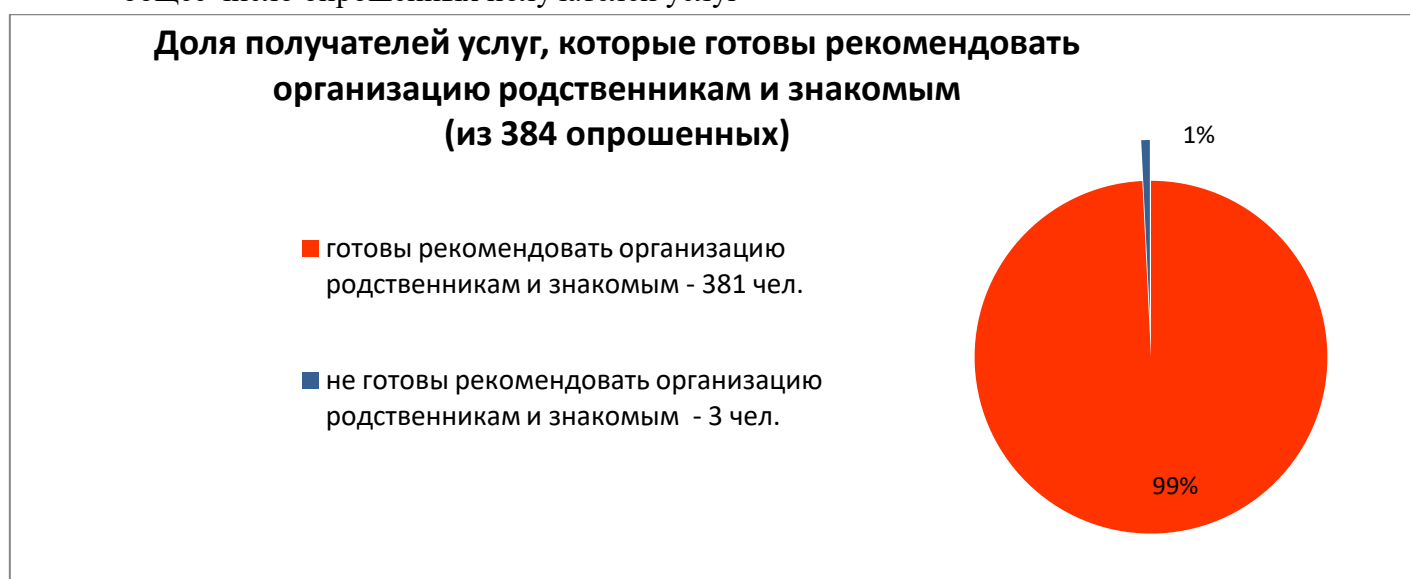 Доля получателей услуг, которые готовы рекомендовать
организацию родственникам и знакомым
(из 384 опрошенных)
1%
готовы рекомендовать организацию
родственникам и знакомым - 381 чел.
не готовы рекомендовать организацию
родственникам и знакомым - 3 чел.
99%